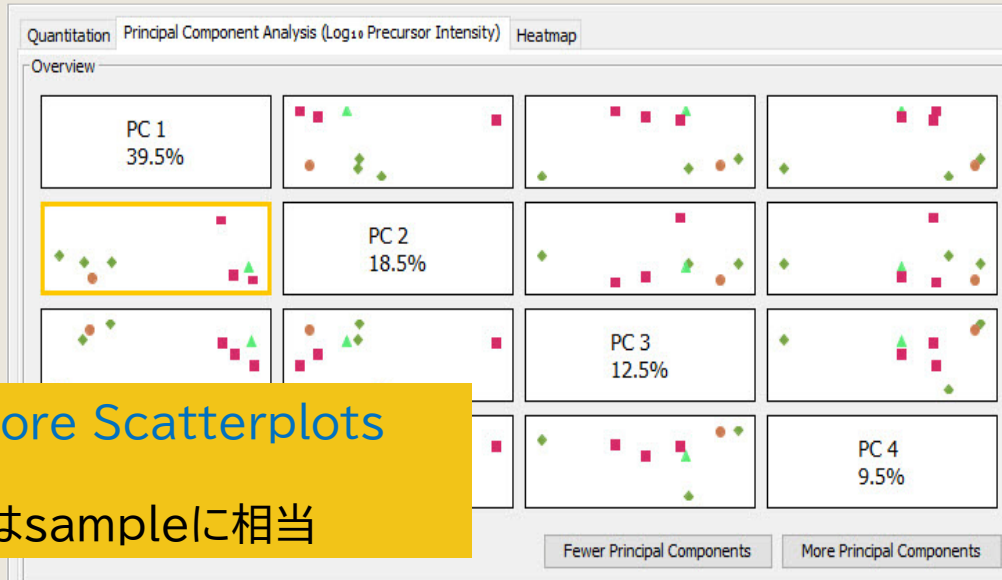 Quantitation Principal Component Analysis (Log₁₀ Precursor Intensity) Heatmap
Overview
PC 1
39.5%
PC 2
18.5%
PC 3
12.5%
PC 4
9.5%
ore Scatterplots
はsampleに相当
Fewer Principal Components More Principal Components